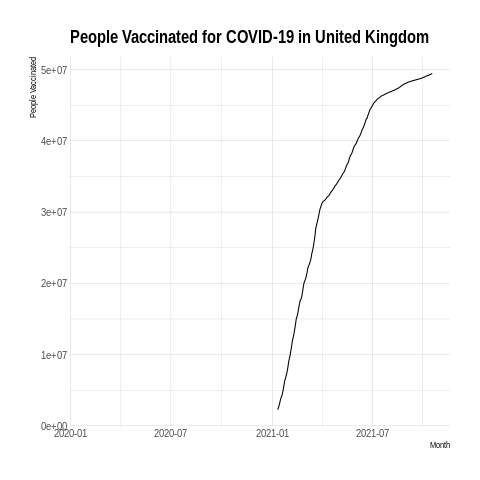 People Vaccinated for COVID-19 in United Kingdom
People Vaccinated
5e+07
4e+07
3e+07
2e+07
1e+07
0e+00
2020-01
2020-07
2021-01
2021-07
Month